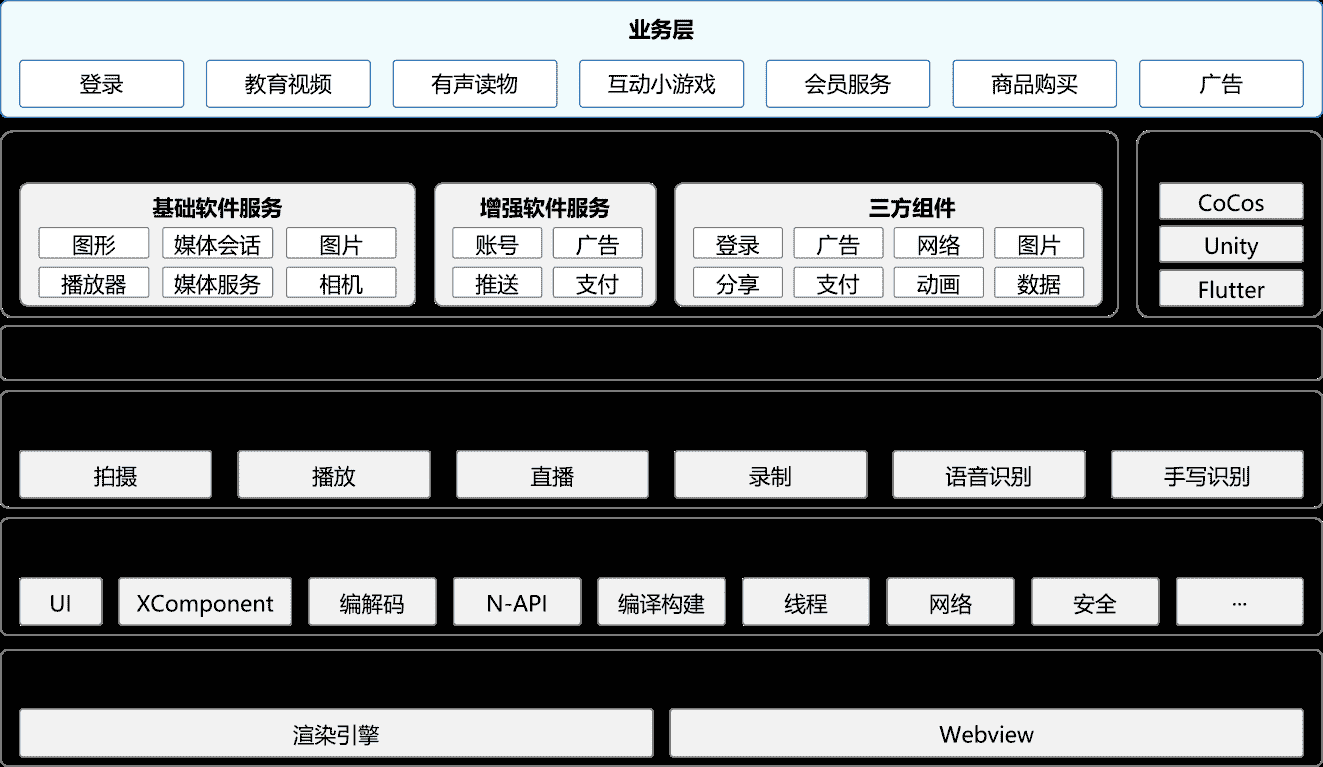 业务层
登录 教育视频 有声读物 互动小游戏 会员服务 商品购买 广告
基础软件服务 增强软件服务 三方组件
CoCos
图形 媒体会话 图片 账号 广告 登录 广告 网络 图片
Unity
播放器 媒体服务 相机 推送 支付 分享 支付 动画 数据
Flutter
拍摄 播放 直播 录制 语音识别 手写识别
UI XComponent 编解码 N-API 编译构建 线程 网络 安全 ...
渲染引擎 Webview